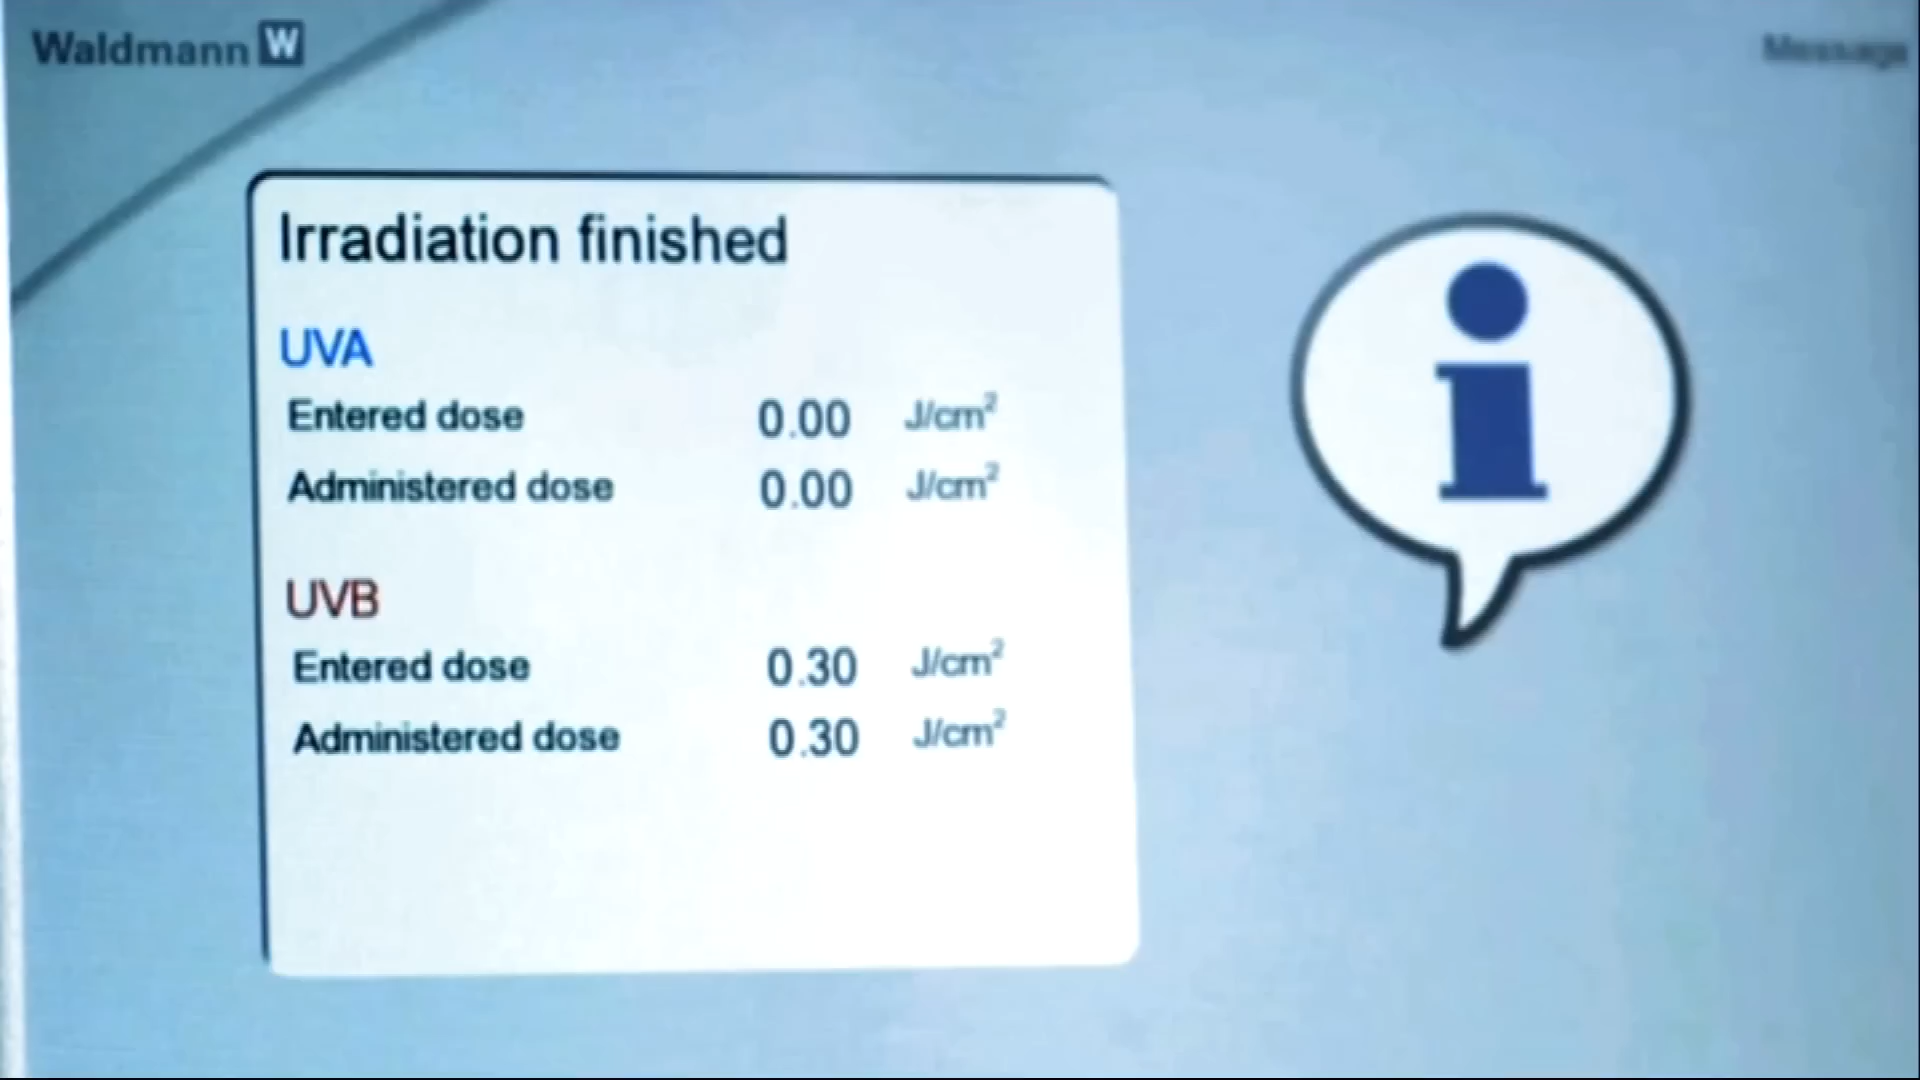 Waldmann W
Message
Irradiation finished
UVA
Entered dose 0.00 J/cm²
Administered dose 0.00 J/cm²
UVB
Entered dose 0.30 J/cm²
Administered dose 0.30 J/cm²
i